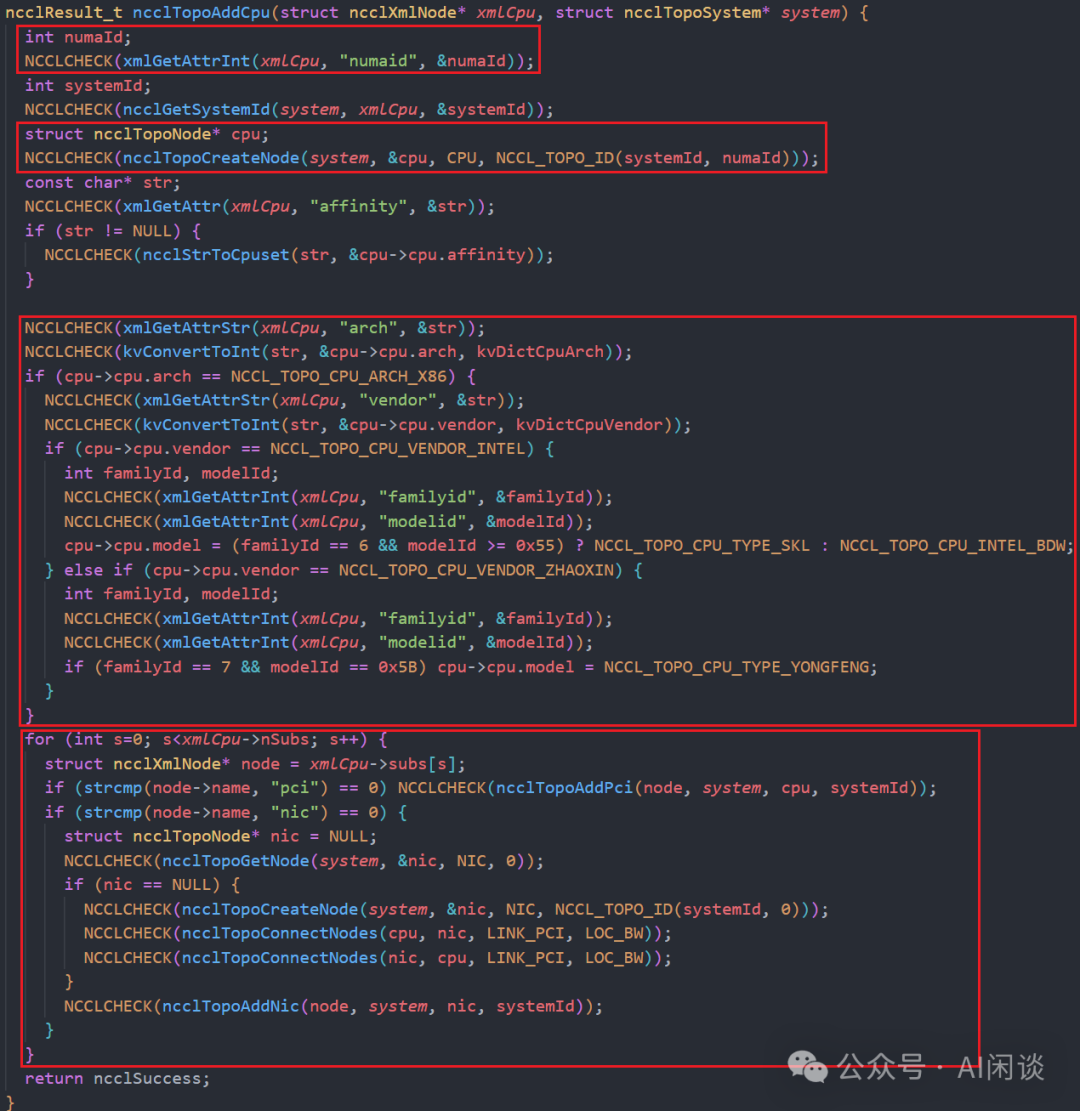 ncclResult_t ncclTopoAddCpu(struct ncclXmlNode* xmlCpu, struct ncclTopoSystem* system) {
  int numaId;
  NCCLCHECK(xmlGetAttrInt(xmlCpu, "numaid", &numaId));
  int systemId;
  NCCLCHECK(ncclGetSystemId(system, xmlCpu, &systemId));
  struct ncclTopoNode* cpu;
  NCCLCHECK(ncclTopoCreateNode(system, &cpu, CPU, NCCL_TOPO_ID(systemId, numaId)));
  const char* str;
  NCCLCHECK(xmlGetAttr(xmlCpu, "affinity", &str));
  if (str != NULL) {
    NCCLCHECK(ncclStrToCpuset(str, &cpu->cpu.affinity));
  }

  NCCLCHECK(xmlGetAttrStr(xmlCpu, "arch", &str));
  NCCLCHECK(kvConvertToInt(str, &cpu->cpu.arch, kvDictCpuArch));
  if (cpu->cpu.arch == NCCL_TOPO_CPU_ARCH_X86) {
    NCCLCHECK(xmlGetAttrStr(xmlCpu, "vendor", &str));
    NCCLCHECK(kvConvertToInt(str, &cpu->cpu.vendor, kvDictCpuVendor));
    if (cpu->cpu.vendor == NCCL_TOPO_CPU_VENDOR_INTEL) {
      int familyId, modelId;
      NCCLCHECK(xmlGetAttrInt(xmlCpu, "familyid", &familyId));
      NCCLCHECK(xmlGetAttrInt(xmlCpu, "modelid", &modelId));
      cpu->cpu.model = (familyId == 6 && modelId >= 0x55) ? NCCL_TOPO_CPU_TYPE_SKL : NCCL_TOPO_CPU_INTEL_BDW;
    } else if (cpu->cpu.vendor == NCCL_TOPO_CPU_VENDOR_ZHAOXIN) {
      int familyId, modelId;
      NCCLCHECK(xmlGetAttrInt(xmlCpu, "familyid", &familyId));
      NCCLCHECK(xmlGetAttrInt(xmlCpu, "modelid", &modelId));
      if (familyId == 7 && modelId == 0x5B) cpu->cpu.model = NCCL_TOPO_CPU_TYPE_YONGFENG;
    }
  }
  for (int s=0; s<xmlCpu->nSubs; s++) {
    struct ncclXmlNode* node = xmlCpu->subs[s];
    if (strcmp(node->name, "pci") == 0) NCCLCHECK(ncclTopoAddPci(node, system, cpu, systemId));
    if (strcmp(node->name, "nic") == 0) {
      struct ncclTopoNode* nic = NULL;
      NCCLCHECK(ncclTopoGetNode(system, &nic, NIC, 0));
      if (nic == NULL) {
        NCCLCHECK(ncclTopoCreateNode(system, &nic, NIC, NCCL_TOPO_ID(systemId, 0)));
        NCCLCHECK(ncclTopoConnectNodes(cpu, nic, LINK_PCI, LOC_BW));
        NCCLCHECK(ncclTopoConnectNodes(nic, cpu, LINK_PCI, LOC_BW));
      }
      NCCLCHECK(ncclTopoAddNic(node, system, nic, systemId));
    }
  }
  return ncclSuccess;
}
公众号 · AI闲谈